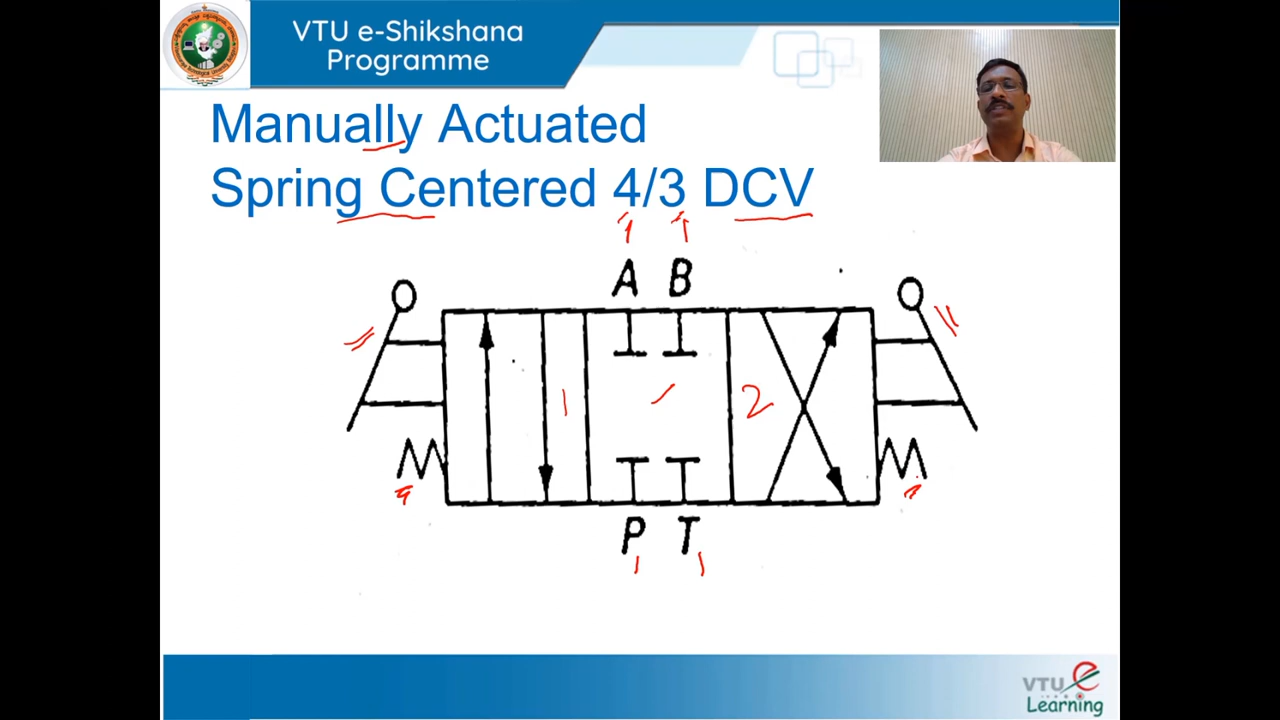 VTU e-Shikshana
Programme
Manually Actuated
Spring Centered 4/3 DCV
A B
1 2
P T
VTU e
Learning